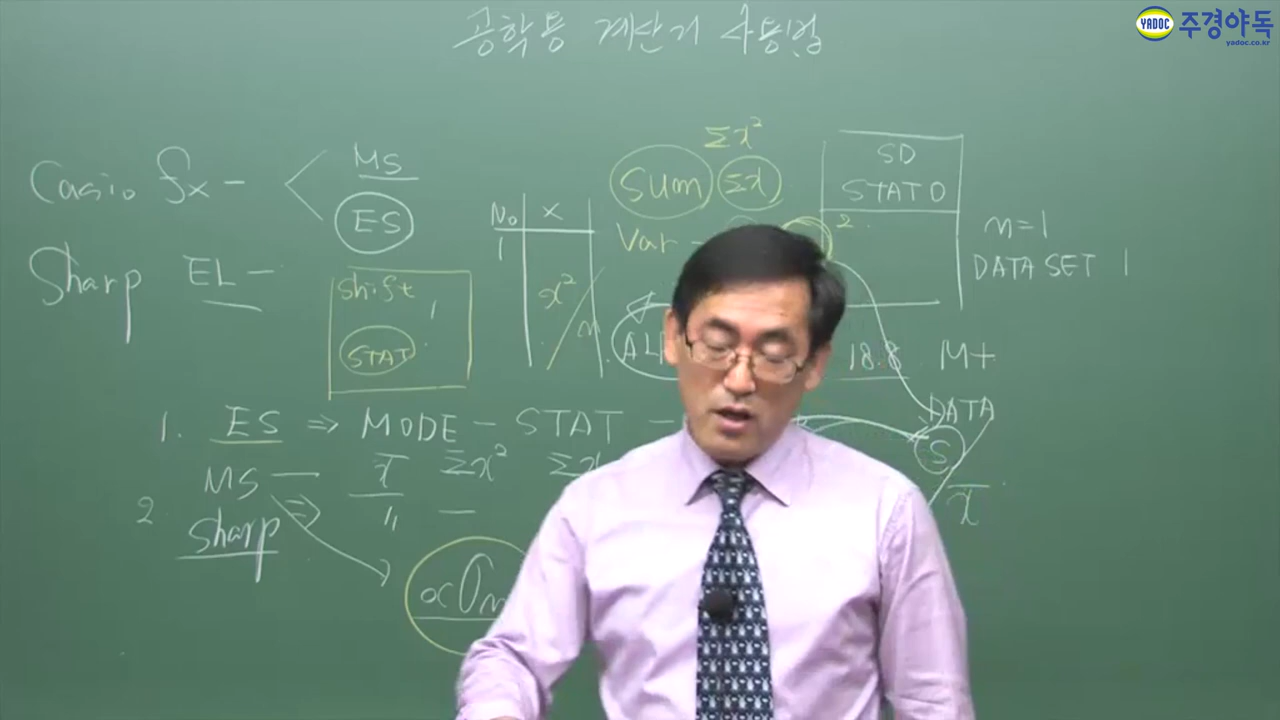 공학용 계산기 사용법
YADOC 주경야독
yadoc.co.kr
Casio fx - < MS
ES
Sharp EL -
shift 1
STAT
No X
1
x²
n
Σx²
Sum Σx
Var - 2
SD
STAT 0
n=1
DATA SET 1
18.8 M+
DATA
S
x̄
1. ES ⇒ MODE - STAT -
MS - x̄ Σx² Σx
2 Sharp ⇒ " -